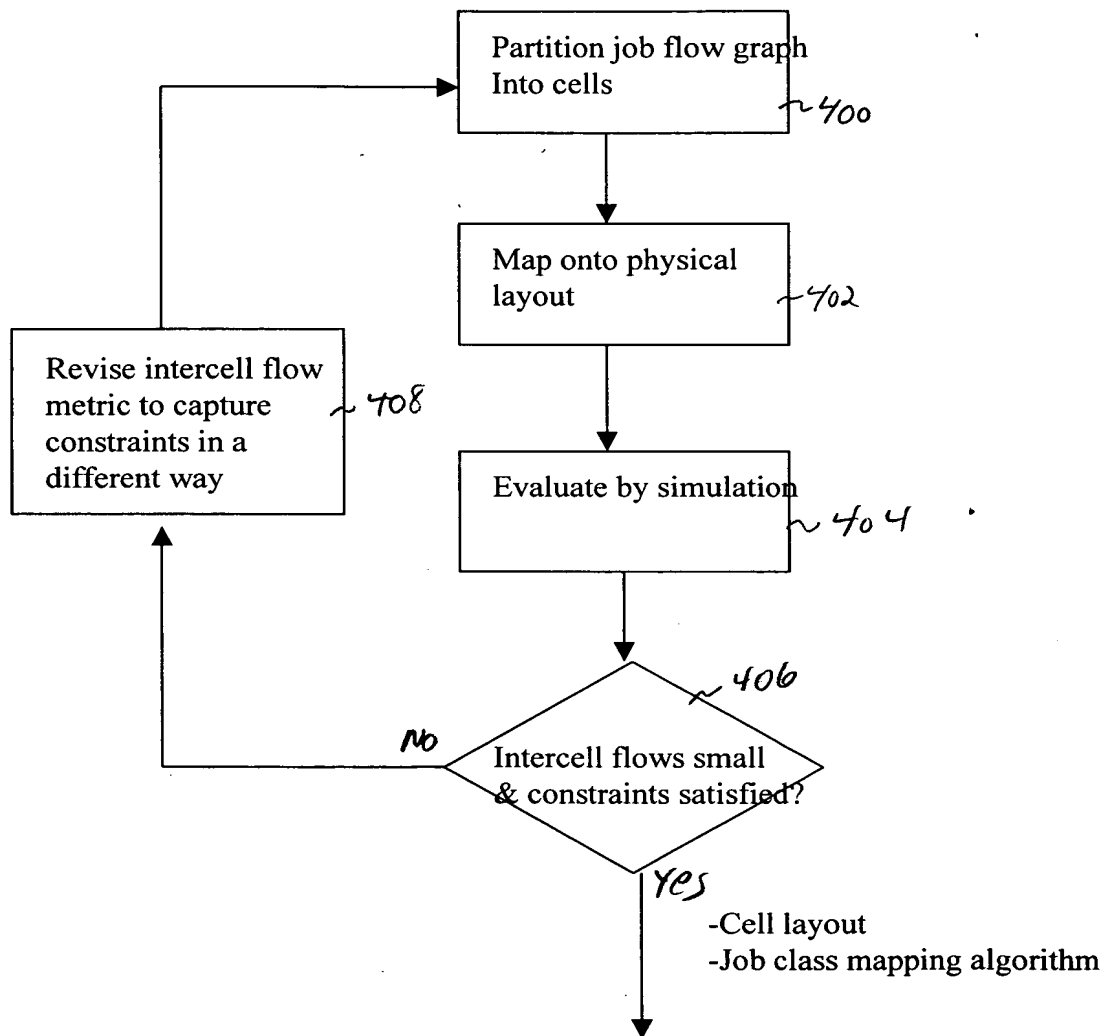 Partition job flow graph
Into cells
400
Map onto physical
layout
402
Revise intercell flow
metric to capture
constraints in a
different way
408
Evaluate by simulation
404
406
No
Intercell flows small
& constraints satisfied?
Yes
-Cell layout
-Job class mapping algorithm